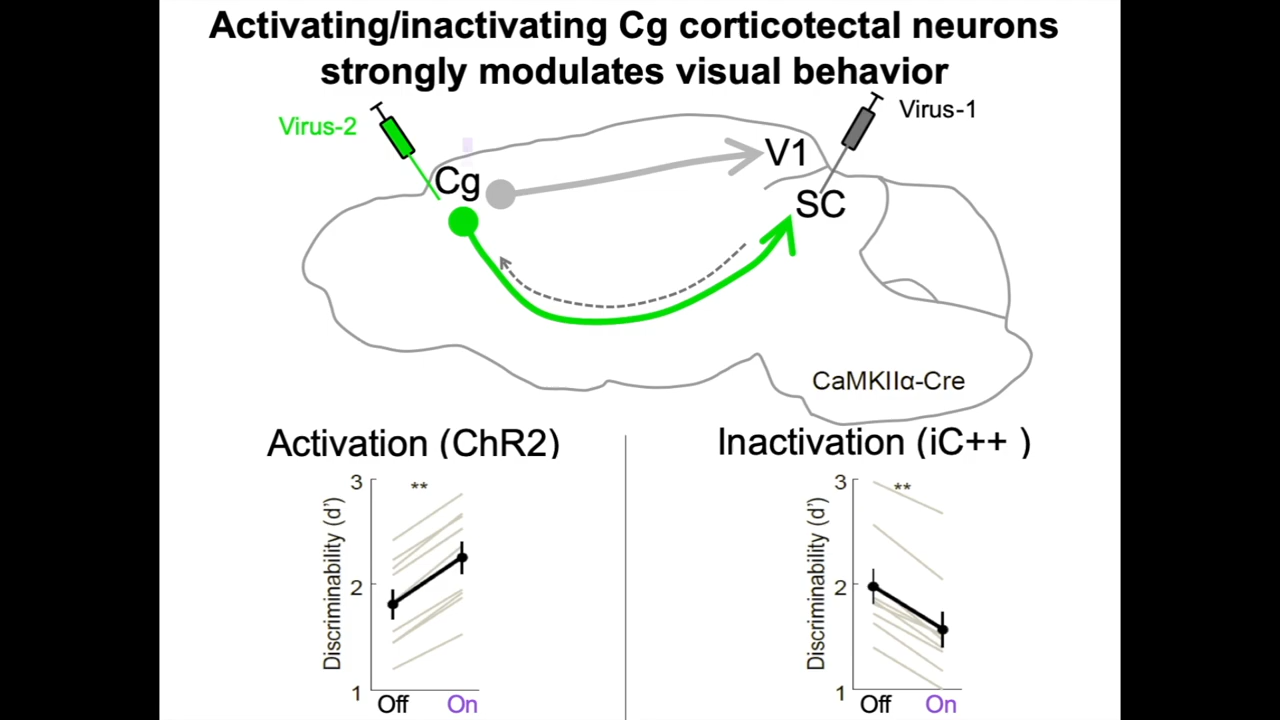 Activating/inactivating Cg corticotectal neurons
strongly modulates visual behavior
Virus-2
Virus-1
Cg
V1
SC
CaMKIIα-Cre
Activation (ChR2)
Discriminability (d')
3
**
2
1
Off
On
Inactivation (iC++ )
Discriminability (d')
3
**
2
1
Off
On